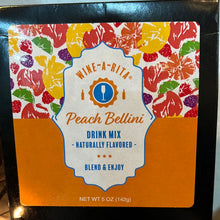 WINE-A-RITA®
Peach Bellini
DRINK MIX
- NATURALLY FLAVORED -
BLEND & ENJOY
NET WT 5 OZ (142g)